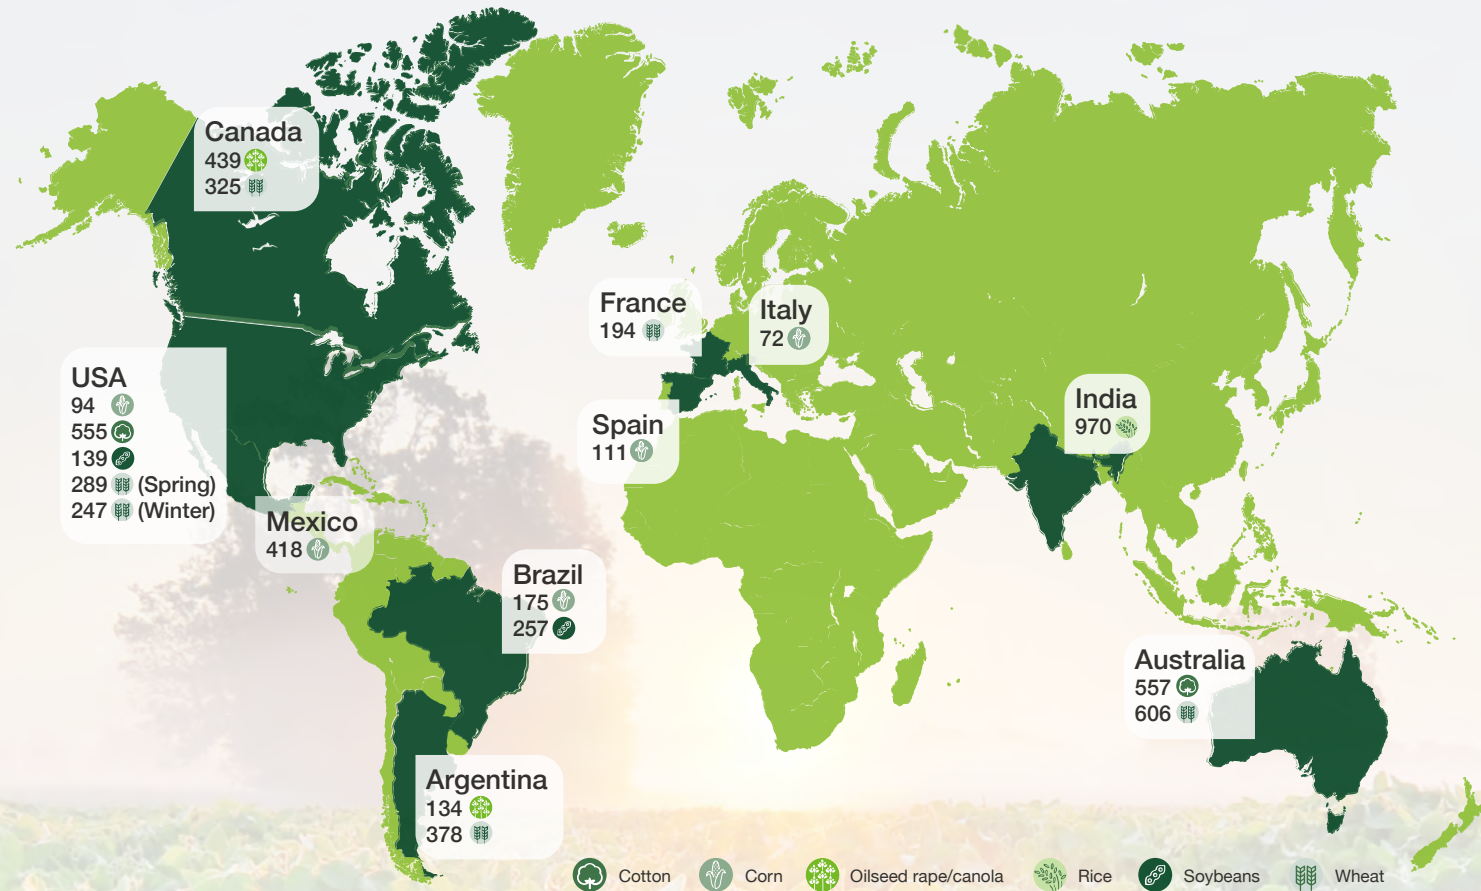 Canada
439
325
France
194
Italy
72
USA
94
555
139
289 (Spring)
247 (Winter)
Spain
111
India
970
Mexico
418
Brazil
175
257
Australia
557
606
Argentina
134
378
Cotton Corn Oilseed rape/canola Rice Soybeans Wheat